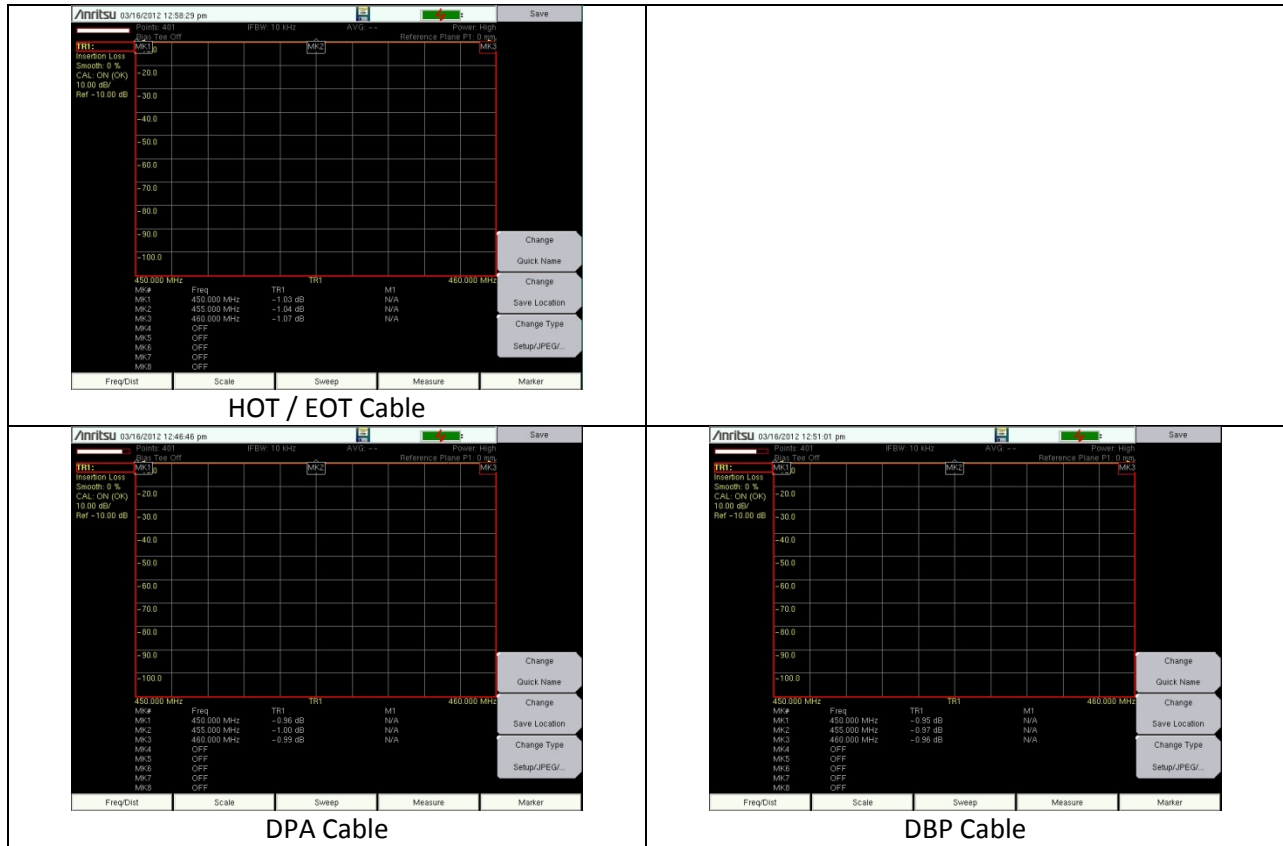 Anritsu 03/16/2012 12:58:29 pm
Save
Points: 401 IFBW: 10 kHz AVG: -- Power: High
Bias Tee Off Reference Plane P1: 0 mm
TR1: MK1 MK2 MK3
Insertion Loss
Smooth: 0 %
CAL: ON (OK)
10.00 dB/
Ref -10.00 dB
-20.0
-30.0
-40.0
-50.0
-60.0
-70.0
-80.0
-90.0
-100.0
450.000 MHz TR1 460.000 MHz
MK# Freq TR1 M1
MK1 450.000 MHz -1.03 dB N/A
MK2 455.000 MHz -1.04 dB N/A
MK3 460.000 MHz -1.07 dB N/A
MK4 OFF
MK5 OFF
MK6 OFF
MK7 OFF
MK8 OFF
Change
Quick Name
Change
Save Location
Change Type
Setup/JPEG/...
Freq/Dist Scale Sweep Measure Marker
HOT / EOT Cable
Anritsu 03/16/2012 12:46:46 pm
Save
Points: 401 IFBW: 10 kHz AVG: -- Power: High
Bias Tee Off Reference Plane P1: 0 mm
TR1: MK1 MK2 MK3
Insertion Loss
Smooth: 0 %
CAL: ON (OK)
10.00 dB/
Ref -10.00 dB
-20.0
-30.0
-40.0
-50.0
-60.0
-70.0
-80.0
-90.0
-100.0
450.000 MHz TR1 460.000 MHz
MK# Freq TR1 M1
MK1 450.000 MHz -0.96 dB N/A
MK2 455.000 MHz -1.00 dB N/A
MK3 460.000 MHz -0.99 dB N/A
MK4 OFF
MK5 OFF
MK6 OFF
MK7 OFF
MK8 OFF
Change
Quick Name
Change
Save Location
Change Type
Setup/JPEG/...
Freq/Dist Scale Sweep Measure Marker
DPA Cable
Anritsu 03/16/2012 12:51:01 pm
Save
Points: 401 IFBW: 10 kHz AVG: -- Power: High
Bias Tee Off Reference Plane P1: 0 mm
TR1: MK1 MK2 MK3
Insertion Loss
Smooth: 0 %
CAL: ON (OK)
10.00 dB/
Ref -10.00 dB
-20.0
-30.0
-40.0
-50.0
-60.0
-70.0
-80.0
-90.0
-100.0
450.000 MHz TR1 460.000 MHz
MK# Freq TR1 M1
MK1 450.000 MHz -0.95 dB N/A
MK2 455.000 MHz -0.97 dB N/A
MK3 460.000 MHz -0.96 dB N/A
MK4 OFF
MK5 OFF
MK6 OFF
MK7 OFF
MK8 OFF
Change
Quick Name
Change
Save Location
Change Type
Setup/JPEG/...
Freq/Dist Scale Sweep Measure Marker
DBP Cable